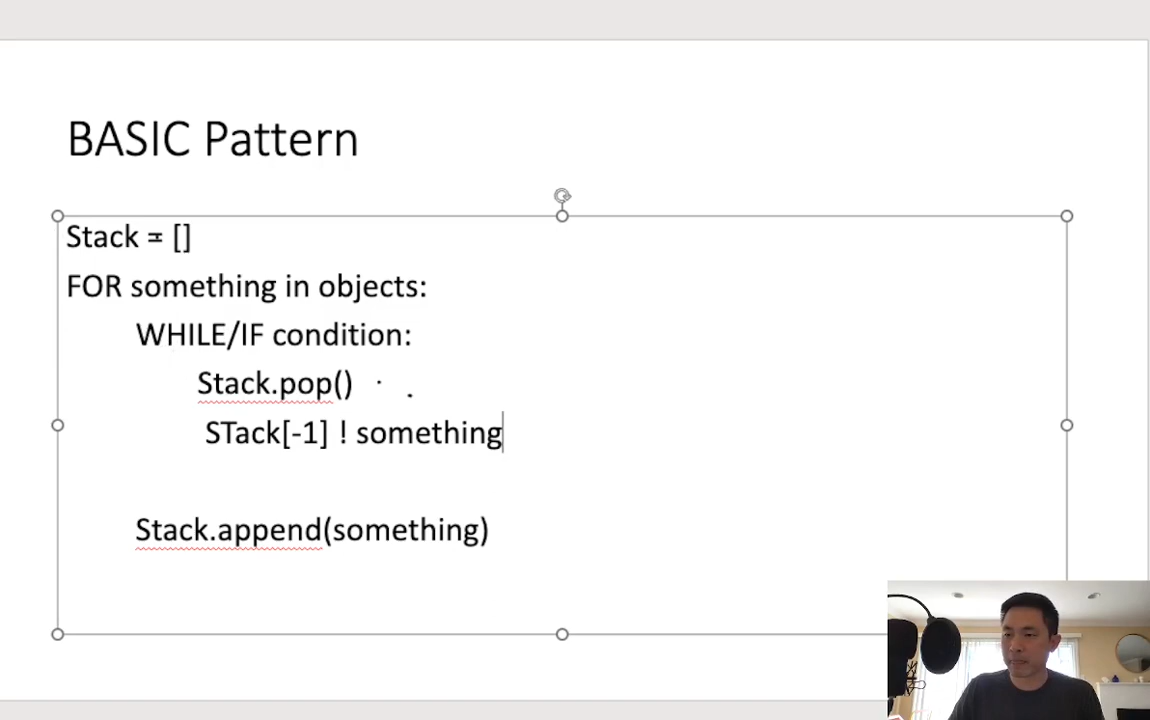 BASIC Pattern
Stack = []
FOR something in objects:
WHILE/IF condition:
Stack.pop()
STack[-1] ! something
Stack.append(something)